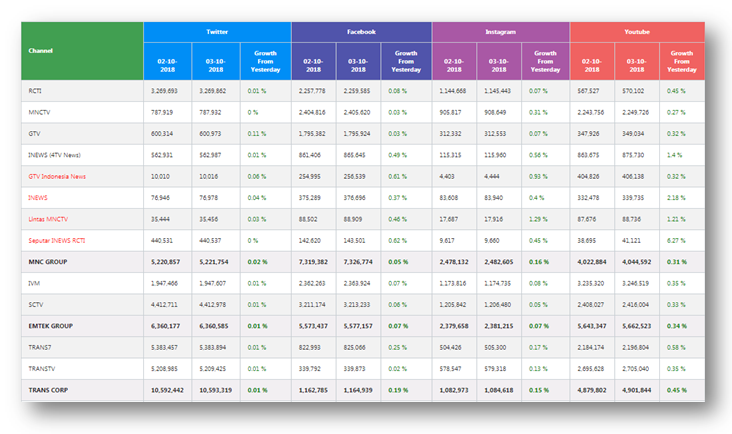 Channel Twitter Facebook Instagram Youtube
02-10-2018 03-10-2018 Growth From Yesterday 02-10-2018 03-10-2018 Growth From Yesterday 02-10-2018 03-10-2018 Growth From Yesterday 02-10-2018 03-10-2018 Growth From Yesterday
RCTI 3,269,693 3,269,862 0.01 % 2,257,778 2,259,585 0.08 % 1,144,668 1,145,443 0.07 % 567,527 570,102 0.45 %
MNCTV 787,919 787,932 0 % 2,404,816 2,405,620 0.03 % 905,817 908,649 0.31 % 2,243,756 2,249,726 0.27 %
GTV 600,314 600,973 0.11 % 1,795,382 1,795,924 0.03 % 312,332 312,553 0.07 % 347,926 349,034 0.32 %
INEWS (4TV News) 562,931 562,987 0.01 % 861,406 865,645 0.49 % 115,315 115,960 0.56 % 863,675 875,730 1.4 %
GTV Indonesia News 10,010 10,016 0.06 % 254,995 256,539 0.61 % 4,403 4,444 0.93 % 404,826 406,138 0.32 %
INEWS 76,946 76,978 0.04 % 375,289 376,696 0.37 % 83,608 83,940 0.4 % 332,478 339,735 2.18 %
Lintas MNCTV 35,444 35,456 0.03 % 88,502 88,909 0.46 % 17,687 17,916 1.29 % 87,676 88,736 1.21 %
Seputar INEWS RCTI 440,531 440,537 0 % 142,620 143,501 0.62 % 9,617 9,660 0.45 % 38,695 41,121 6.27 %
MNC GROUP 5,220,857 5,221,754 0.02 % 7,319,382 7,326,774 0.05 % 2,478,132 2,482,605 0.16 % 4,022,884 4,044,592 0.31 %
IVM 1,947,466 1,947,607 0.01 % 2,362,263 2,363,924 0.07 % 1,173,816 1,174,735 0.08 % 3,235,320 3,246,519 0.35 %
SCTV 4,412,711 4,412,978 0.01 % 3,211,174 3,213,233 0.06 % 1,205,842 1,206,480 0.05 % 2,408,027 2,416,004 0.33 %
EMTEK GROUP 6,360,177 6,360,585 0.01 % 5,573,437 5,577,157 0.07 % 2,379,658 2,381,215 0.07 % 5,643,347 5,662,523 0.34 %
TRANS7 5,383,457 5,383,894 0.01 % 822,993 825,066 0.25 % 504,426 505,300 0.17 % 2,184,174 2,196,804 0.58 %
TRANSTV 5,208,985 5,209,425 0.01 % 339,792 339,873 0.02 % 578,547 579,318 0.13 % 2,695,628 2,705,040 0.35 %
TRANS CORP 10,592,442 10,593,319 0.01 % 1,162,785 1,164,939 0.19 % 1,082,973 1,084,618 0.15 % 4,879,802 4,901,844 0.45 %